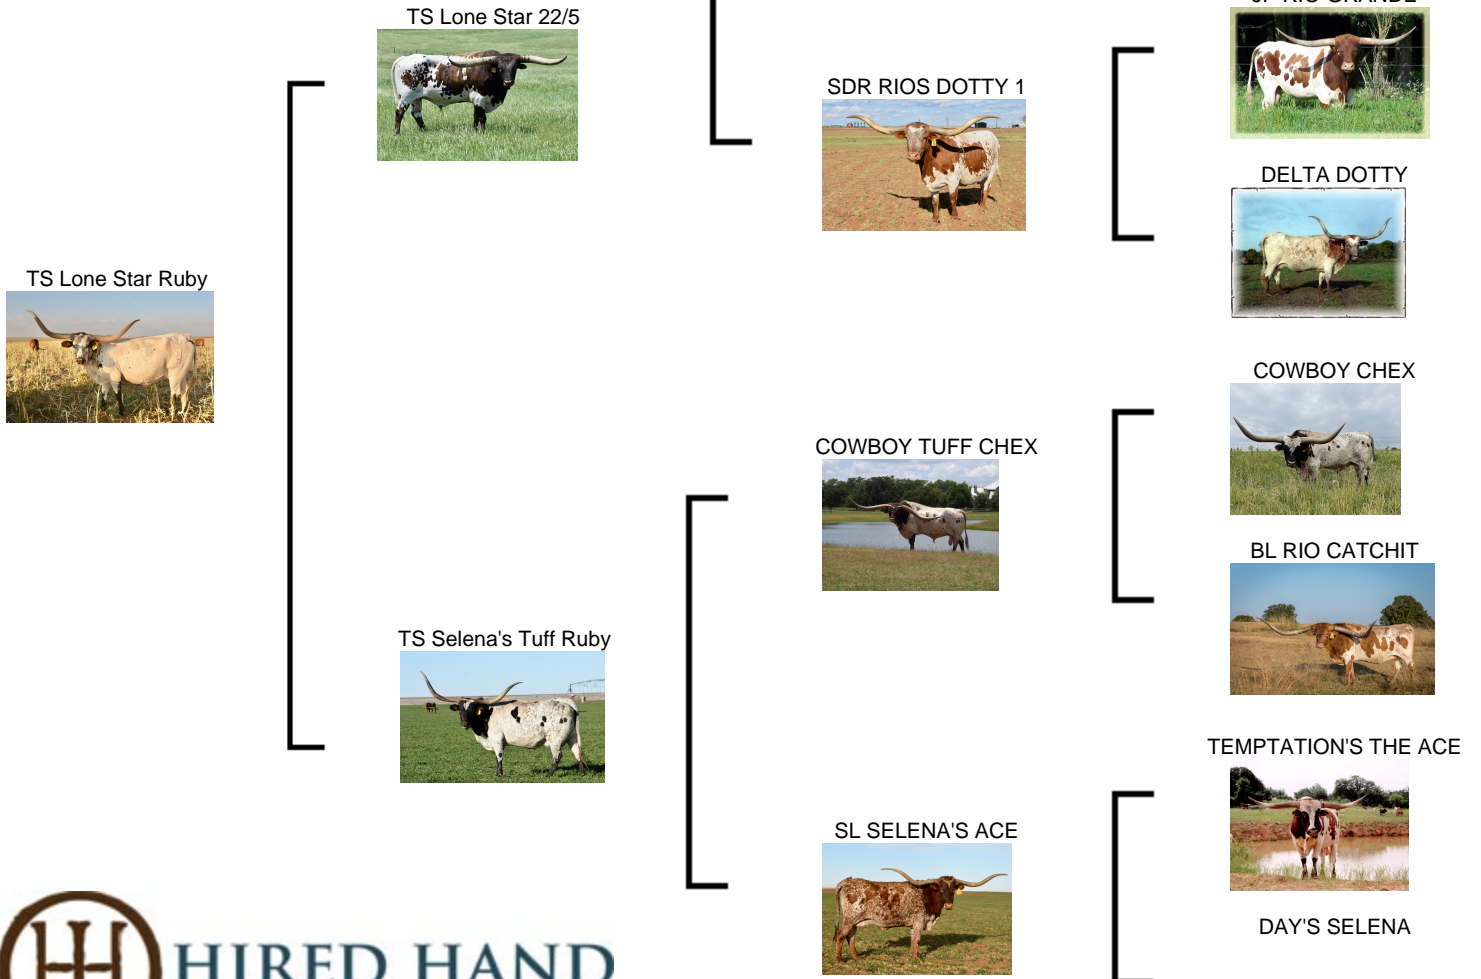 TS Lone Star 22/5
SDR RIOS DOTTY 1
DELTA DOTTY
TS Lone Star Ruby
COWBOY CHEX
COWBOY TUFF CHEX
BL RIO CATCHIT
TS Selena's Tuff Ruby
TEMPTATION'S THE ACE
SL SELENA'S ACE
DAY'S SELENA
HIRED HAND